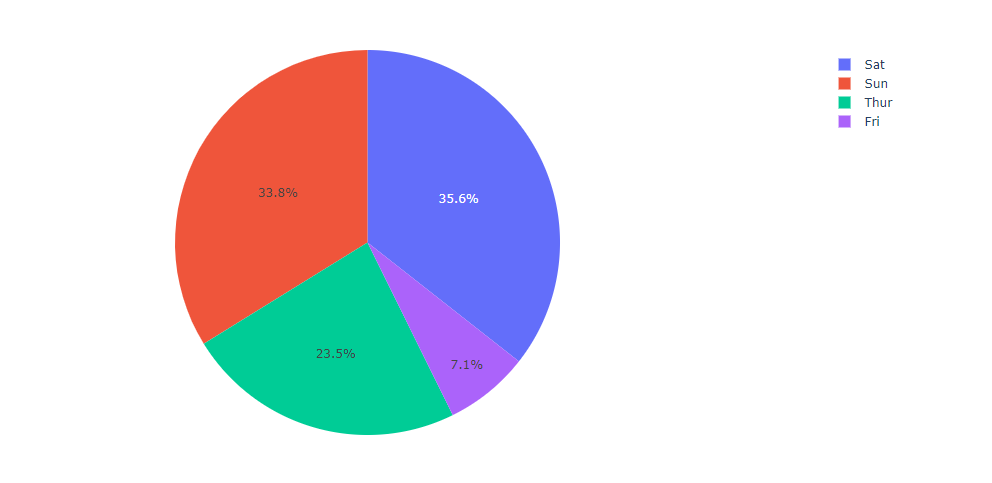 Sat
Sun
Thur
Fri
33.8%
35.6%
23.5%
7.1%